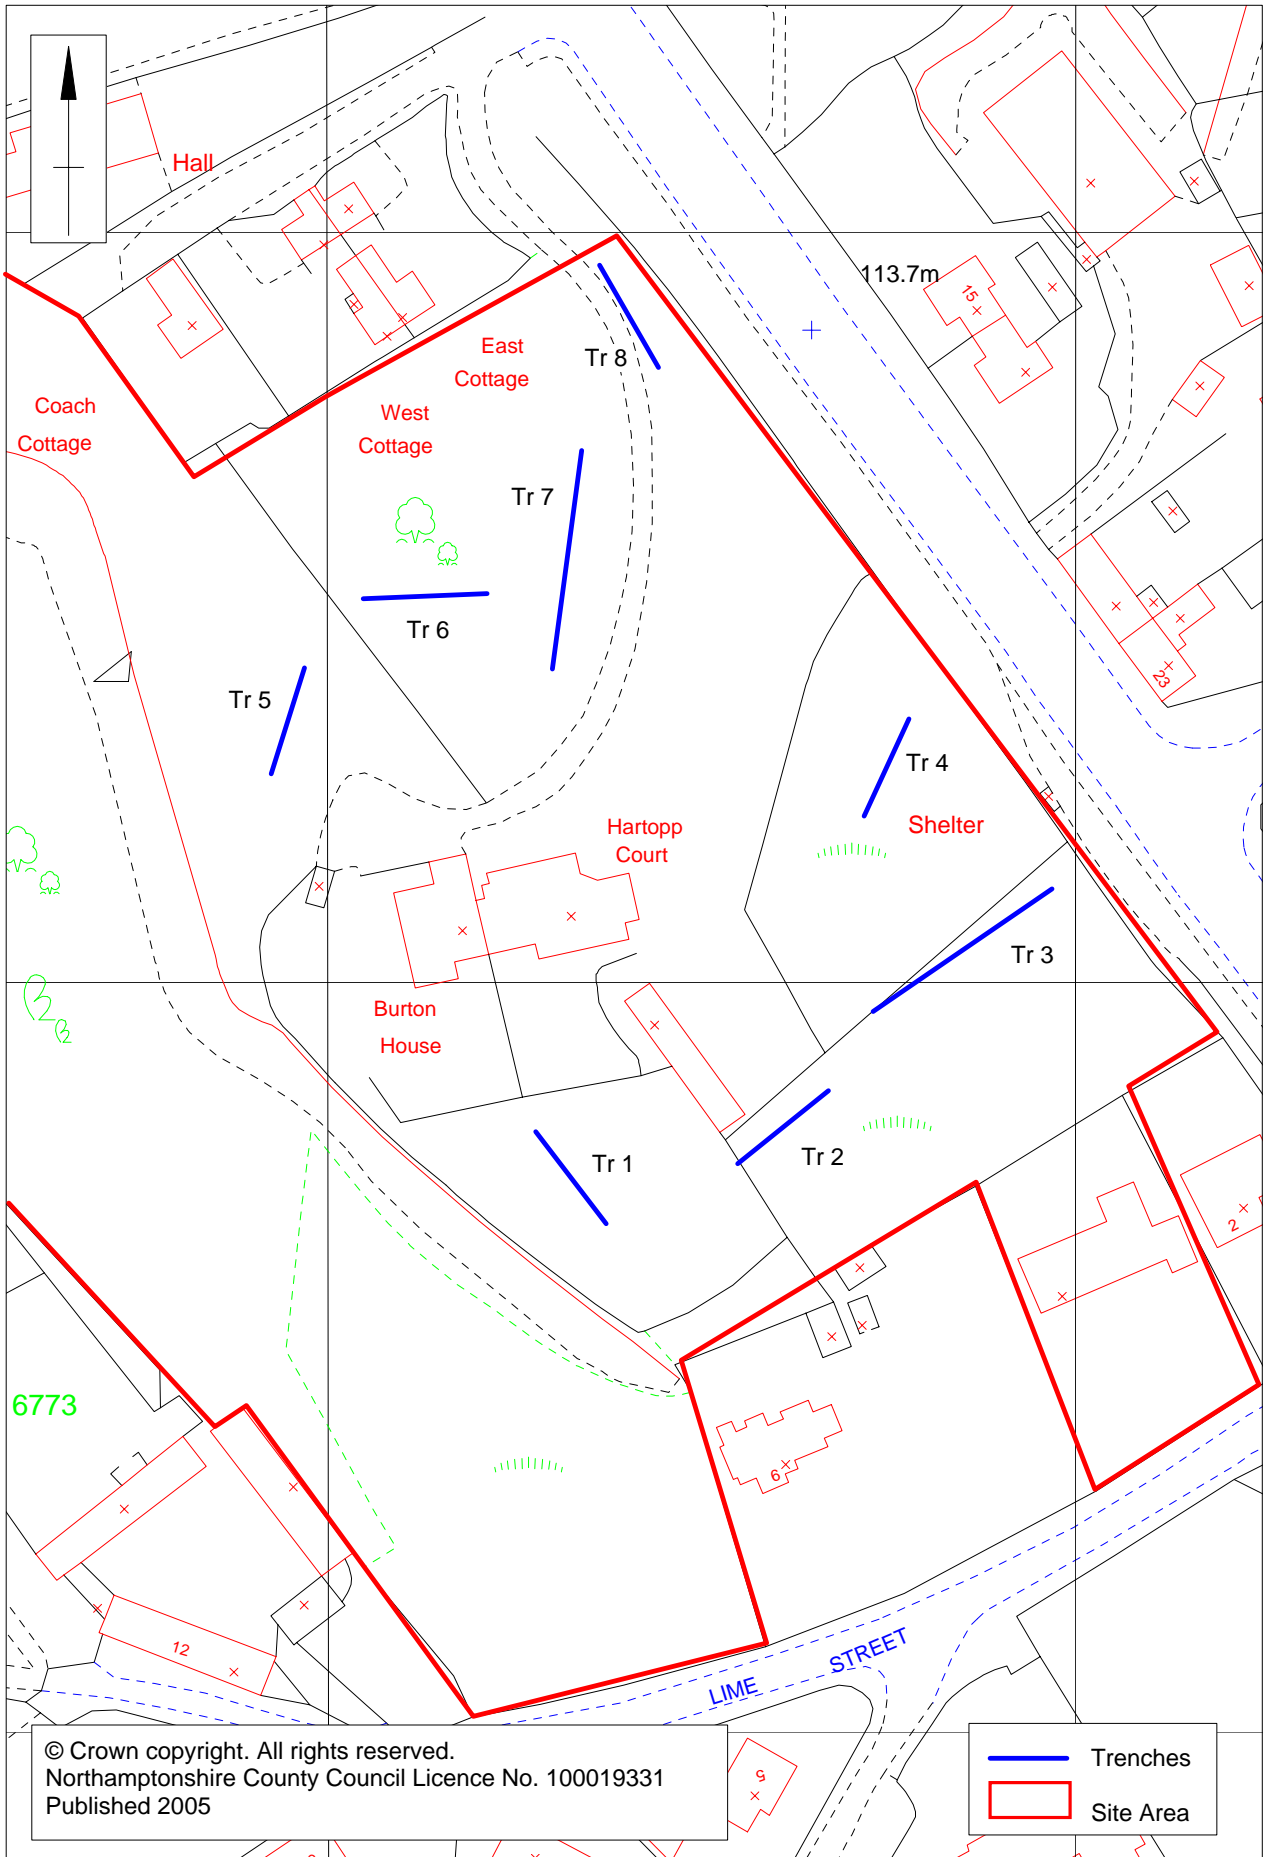 Hall
113.7m
15
East
Cottage
Tr 8
Coach
Cottage
West
Cottage
Tr 7
Tr 6
23
Tr 5
Tr 4
Hartopp
Court
Shelter
Tr 3
Burton
House
Tr 1
Tr 2
2
6773
6
12
LIME STREET
© Crown copyright. All rights reserved.
Northamptonshire County Council Licence No. 100019331
Published 2005
5
Trenches
Site Area